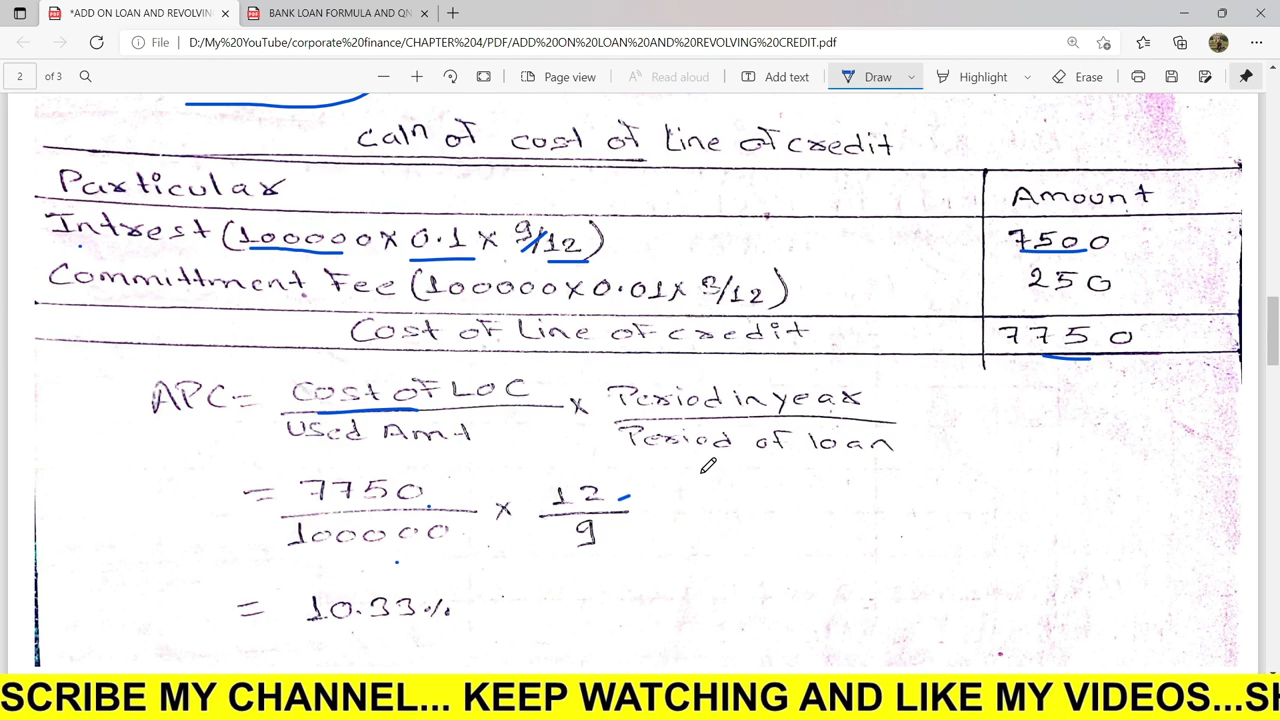 *ADD ON LOAN AND REVOLVIN
BANK LOAN FORMULA AND QN
File
D:/My%20YouTube/corporate%20finance/CHAPTER%204/PDF/ADD%20ON%20LOAN%20AND%20REVOLVING%20CREDIT.pdf
2 of 3
Page view
Read aloud
Add text
Draw
Highlight
Erase
Caln of cost of Line of credit
Particular Amount
Intrest (100000 x 0.1 x 9/12) 7500
Committment Fee (100000 x 0.01 x 3/12) 250
Cost of Line of credit 7750
APC = Cost of LOC / Used Amt x Period in year / Period of loan
= 7750 / 100000 x 12 / 9
= 10.33%
SCRIBE MY CHANNEL... KEEP WATCHING AND LIKE MY VIDEOS...S